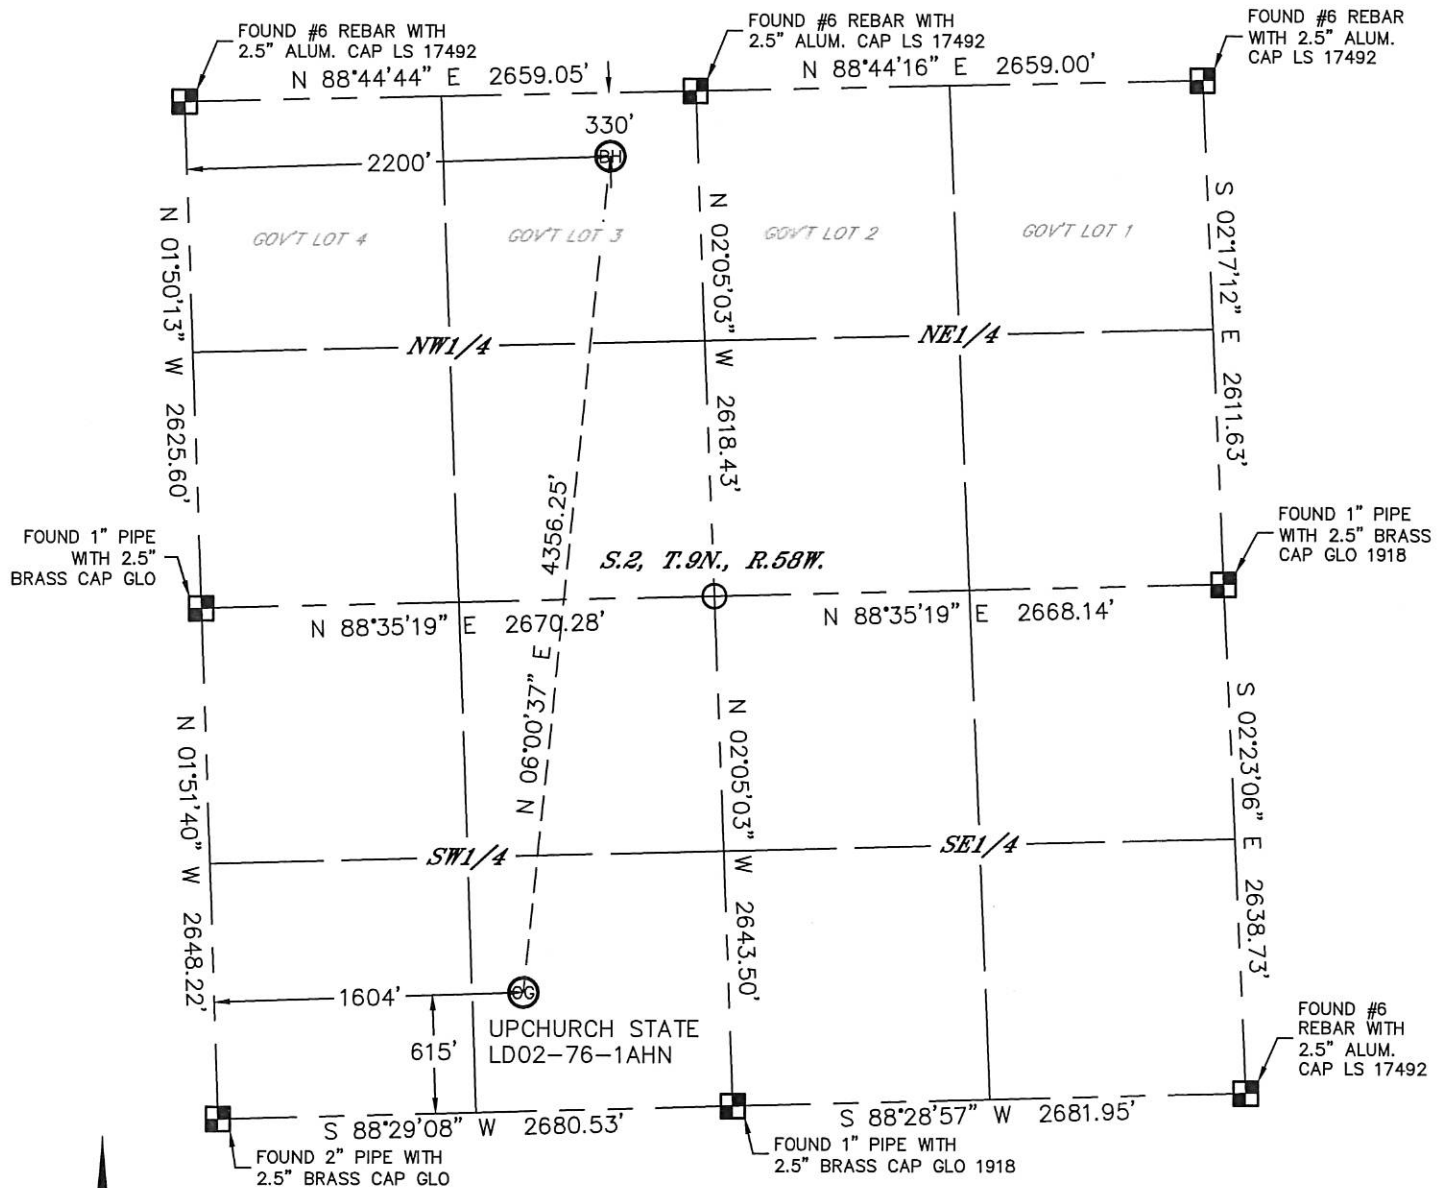 FOUND #6 REBAR WITH
2.5” ALUM. CAP LS 17492
FOUND #6 REBAR WITH
2.5” ALUM. CAP LS 17492
FOUND #6 REBAR
WITH 2.5” ALUM.
CAP LS 17492
N 88°44'44” E 2659.05'
N 88°44'16” E 2659.00'
330'
BH
2200'
GOV'T LOT 4
GOV'T LOT 3
GOV'T LOT 2
GOV'T LOT 1
N 01°50'13” W 2625.60'
N 02°05'03” W 2618.43'
S 02°17'12” E 2611.63'
NW1/4
NE1/4
N 06°00'37” E 4356.25'
FOUND 1” PIPE
WITH 2.5”
BRASS CAP GLO
S.2, T.9N., R.58W.
FOUND 1” PIPE
WITH 2.5” BRASS
CAP GLO 1918
N 88°35'19” E 2670.28'
N 88°35'19” E 2668.14'
N 01°51'40” W 2648.22'
N 02°05'03” W 2643.50'
S 02°23'06” E 2638.73'
SW1/4
SE1/4
1604'
OG
615'
UPCHURCH STATE
LD02-76-1AHN
FOUND #6
REBAR WITH
2.5” ALUM.
CAP LS 17492
S 88°29'08” W 2680.53'
S 88°28'57” W 2681.95'
FOUND 2” PIPE WITH
2.5” BRASS CAP GLO
FOUND 1” PIPE WITH
2.5” BRASS CAP GLO 1918